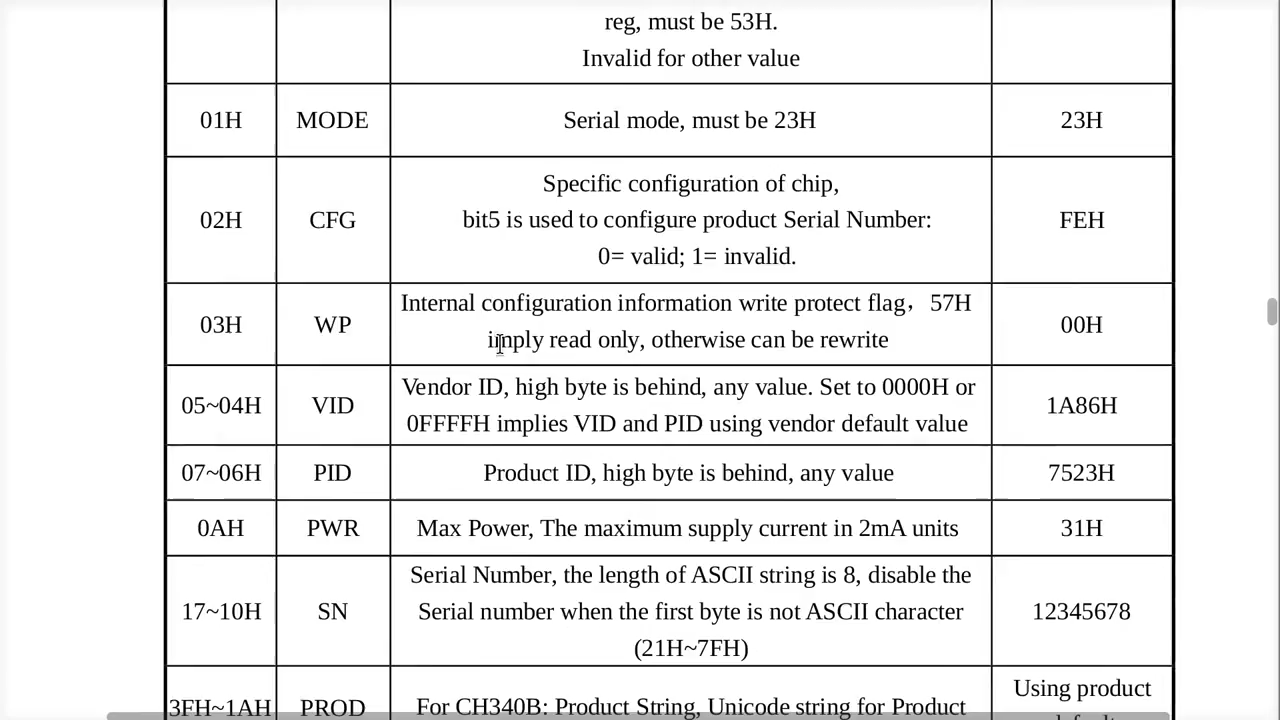 reg, must be 53H.
Invalid for other value
01H MODE Serial mode, must be 23H 23H
Specific configuration of chip,
02H CFG bit5 is used to configure product Serial Number: FEH
0= valid; 1= invalid.
Internal configuration information write protect flag，57H
03H WP 00H
imply read only, otherwise can be rewrite
Vendor ID, high byte is behind, any value. Set to 0000H or
05~04H VID 1A86H
0FFFFH implies VID and PID using vendor default value
07~06H PID Product ID, high byte is behind, any value 7523H
0AH PWR Max Power, The maximum supply current in 2mA units 31H
Serial Number, the length of ASCII string is 8, disable the
17~10H SN Serial number when the first byte is not ASCII character 12345678
(21H~7FH)
Using product
3FH~1AH PROD For CH340B: Product String, Unicode string for Product